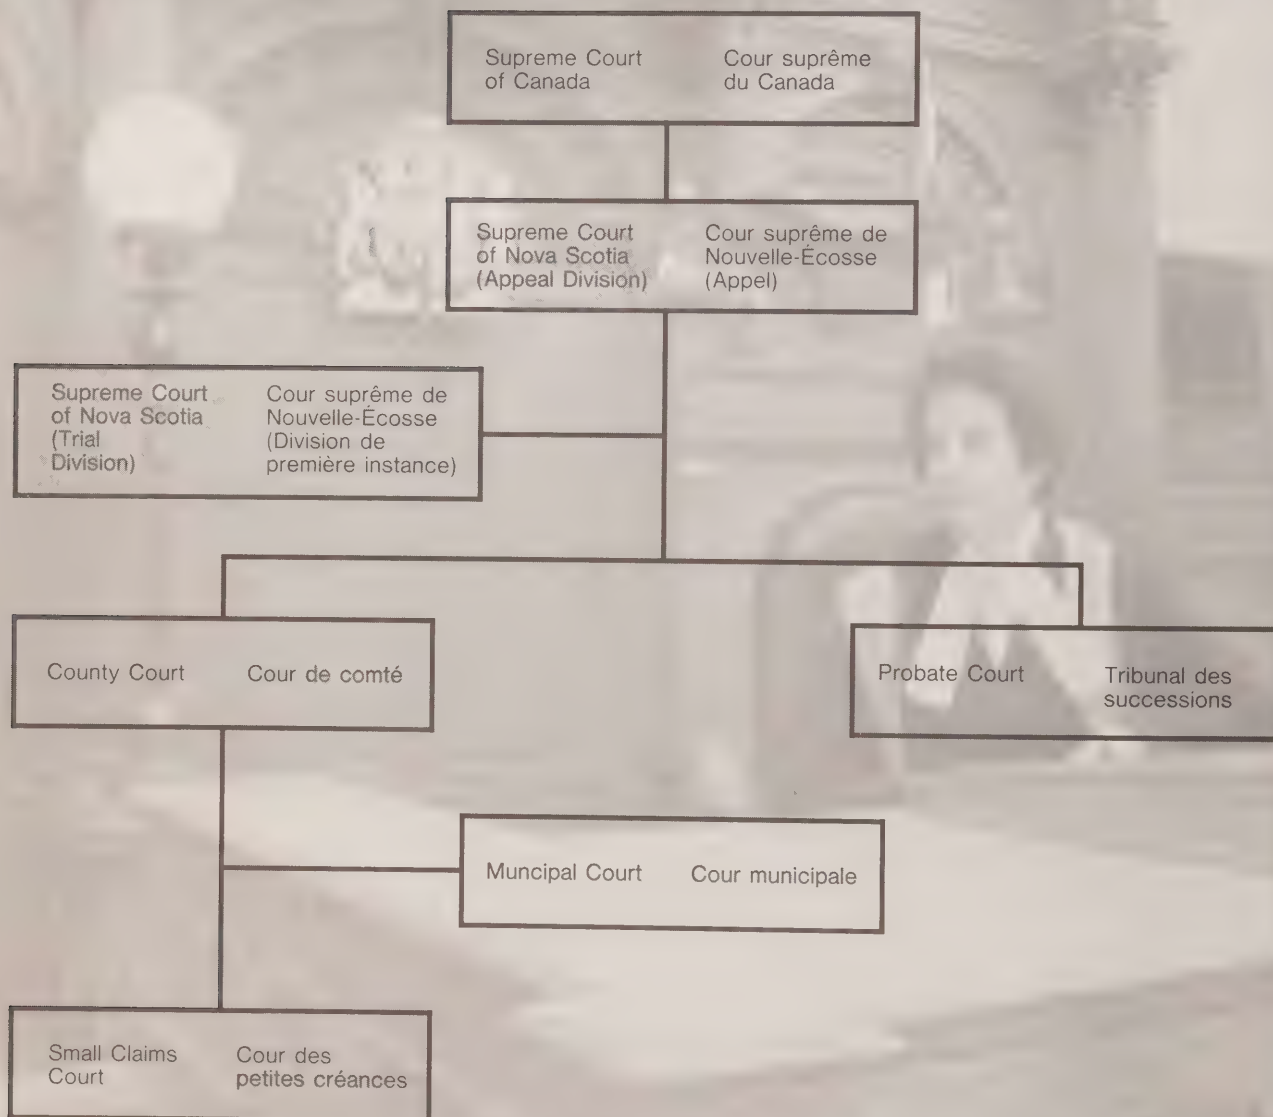 Supreme Court
of Canada
Cour suprême
du Canada
Supreme Court
of Nova Scotia
(Appeal Division)
Cour suprême de
Nouvelle-Écosse
(Appel)
Supreme Court
of Nova Scotia
(Trial
Division)
Cour suprême de
Nouvelle-Écosse
(Division de
première instance)
County Court
Cour de comté
Probate Court
Tribunal des
successions
Muncipal Court
Cour municipale
Small Claims
Court
Cour des
petites créances